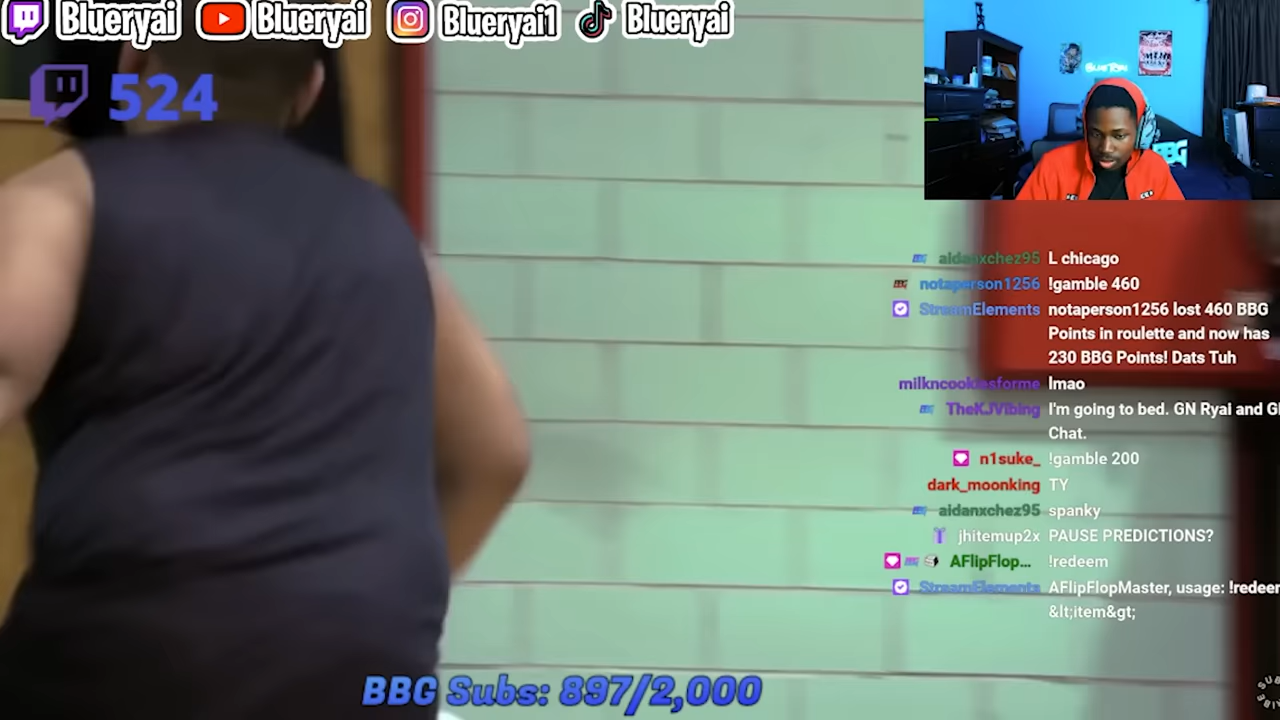 Blueryai Blueryai Blueryai1 Blueryai
524
BBG
aidanxchez95 L chicago
notaperson1256 !gamble 460
StreamElements notaperson1256 lost 460 BBG
Points in roulette and now has
230 BBG Points! Dats Tuh
milkncookiesforme lmao
TheKJVibing I'm going to bed. GN Ryai and
Chat.
n1suke_ !gamble 200
dark_moonking TY
aidanxchez95 spanky
jhitemup2x PAUSE PREDICTIONS?
AFlipFlop... !redeem
StreamElements AFlipFlopMaster, usage: !redeem
&lt;item&gt;
BBG Subs: 897/2,000